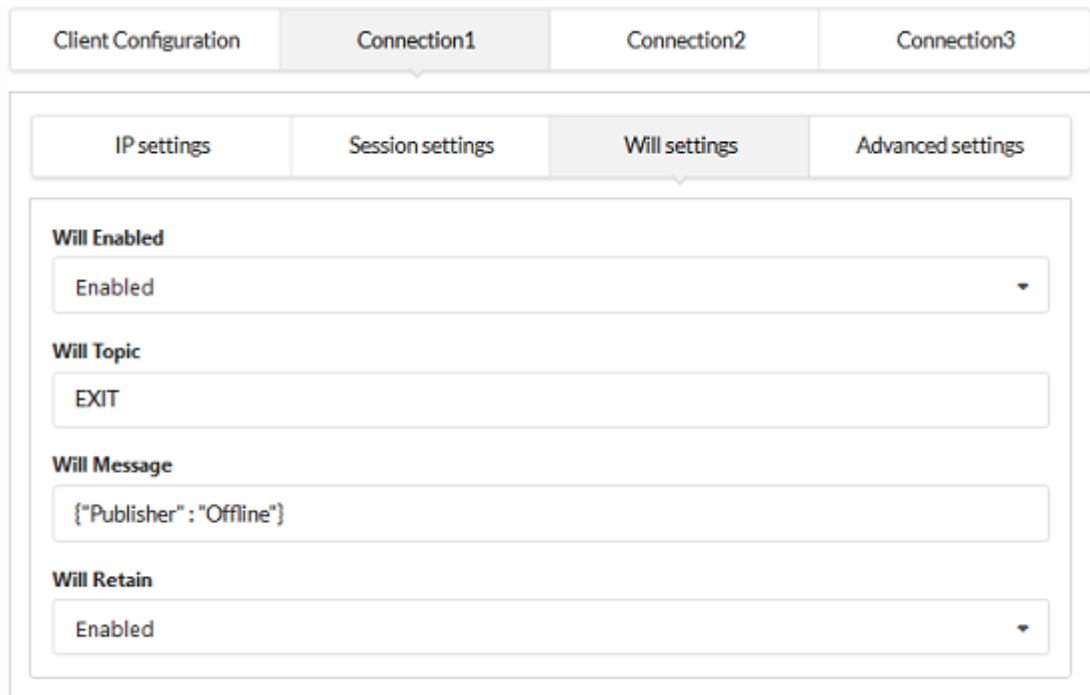 Client Configuration Connection1 Connection2 Connection3
IP settings Session settings Will settings Advanced settings
Will Enabled
Enabled
Will Topic
EXIT
Will Message
{"Publisher" : "Offline"}
Will Retain
Enabled